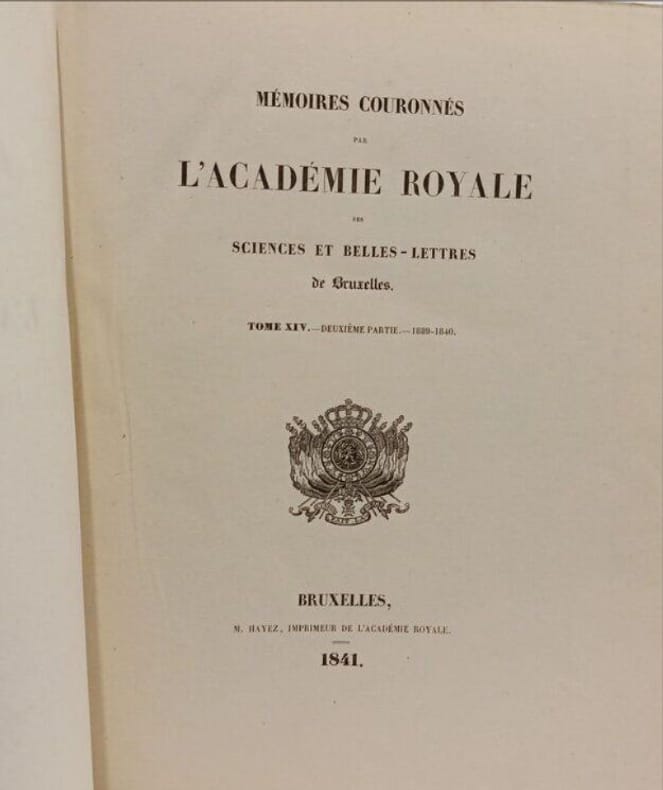 MÉMOIRES COURONNÉS
PAR
L'ACADÉMIE ROYALE
DES
SCIENCES ET BELLES-LETTRES
de Bruxelles.
TOME XIV.—DEUXIÈME PARTIE.—1839-1840.
BRUXELLES,
M. HAYEZ, IMPRIMEUR DE L'ACADÉMIE ROYALE.
1841.